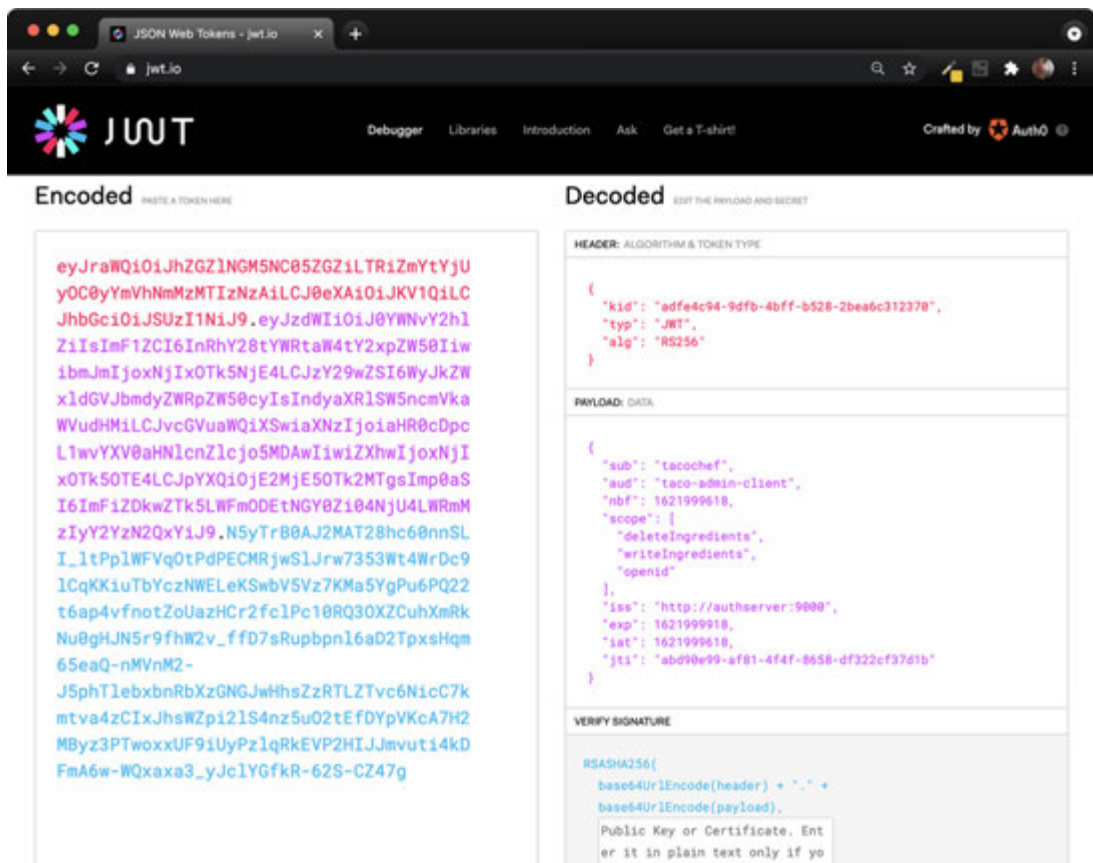 JSON Web Tokens - jwt.io
jwt.io
JWT
Debugger Libraries Introduction Ask Get a T-shirt!
Crafted by Auth0
Encoded PASTE A TOKEN HERE
eyJraWQiOiJhZGZlNGM5NC05ZGZiLTRiZmYtYjU
yOC0yYmVhNmMzMTIzNzAiLCJ0eXAiOiJKV1QiLC
JhbGciOiJSUzI1NiJ9.eyJzdWIiOiJ0YWNvY2hl
ZiIsImF1ZCI6InRhY28tYWRtaW4tY2xpZW50Iiw
ibmJmIjoxNjIxOTk5NjE4LCJzY29wZSI6WyJkZW
xldGVJbmdyZWRpZW50cyIsIndyaXRlSW5ncmVka
WVudHMiLCJvcGVuaWQiXSwiaXNzIjoiaHR0cDpc
L1wvYXV0aHNlcnZlcjo5MDAwIiwiZXhwIjoxNjI
xOTk5OTE4LCJpYXQiOjE2MjE5OTk2MTgsImp0aS
I6ImFiZDkwZTk5LWFmODEtNGY0Zi04NjU4LWRmM
zIyY2YzN2QxYiJ9.N5yTrB0AJ2MAT28hc60nnSL
I_ltPplWFVqOtPdPECMRjwSlJrw7353Wt4WrDc9
lCqKKiuTbYczNWELeKSwbV5Vz7KMa5YgPu6PQ22
t6ap4vfnotZoUazHCr2fclPc10RQ3OXZCuhXmRk
Nu0gHJN5r9fhW2v_ffD7sRupbpnl6aD2TpxsHqm
65eaQ-nMVnM2-
J5phTlebxbnRbXzGNGJwHhsZzRTLZTvc6NicC7k
mtva4zCIxJhsWZpi2lS4nz5uO2tEfDYpVKcA7H2
MByz3PTwoxxUF9iUyPzlqRkEVP2HIJJmvuti4kD
FmA6w-WQxaxa3_yJclYGfkR-62S-CZ47g
Decoded EDIT THE PAYLOAD AND SECRET
HEADER: ALGORITHM & TOKEN TYPE
{
"kid": "adfe4c94-9dfb-4bff-b528-2bea6c312370",
"typ": "JWT",
"alg": "RS256"
}
PAYLOAD: DATA
{
"sub": "tacochef",
"aud": "taco-admin-client",
"nbf": 1621999618,
"scope": [
"deleteIngredients",
"writeIngredients",
"openid"
],
"iss": "http://authserver:9000",
"exp": 1621999918,
"iat": 1621999618,
"jti": "abd90e99-af81-4f4f-8658-df322cf37d1b"
}
VERIFY SIGNATURE
RSASHA256(
base64UrlEncode(header) + "." +
base64UrlEncode(payload),
Public Key or Certificate. Ent
er it in plain text only if yo